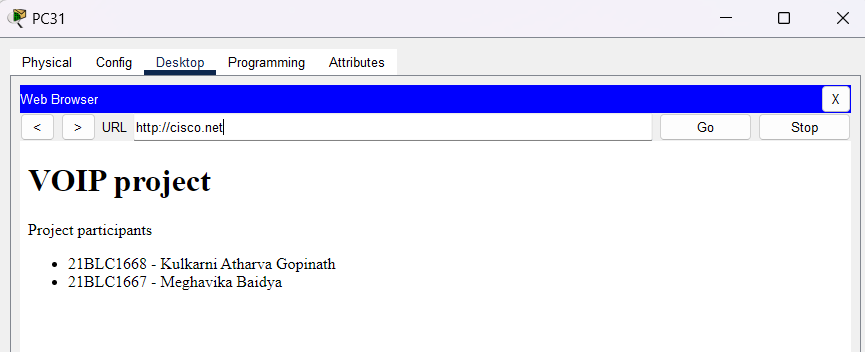 PC31
Physical Config Desktop Programming Attributes
Web Browser X
< > URL http://cisco.net Go Stop
VOIP project
Project participants
• 21BLC1668 - Kulkarni Atharva Gopinath
• 21BLC1667 - Meghavika Baidya